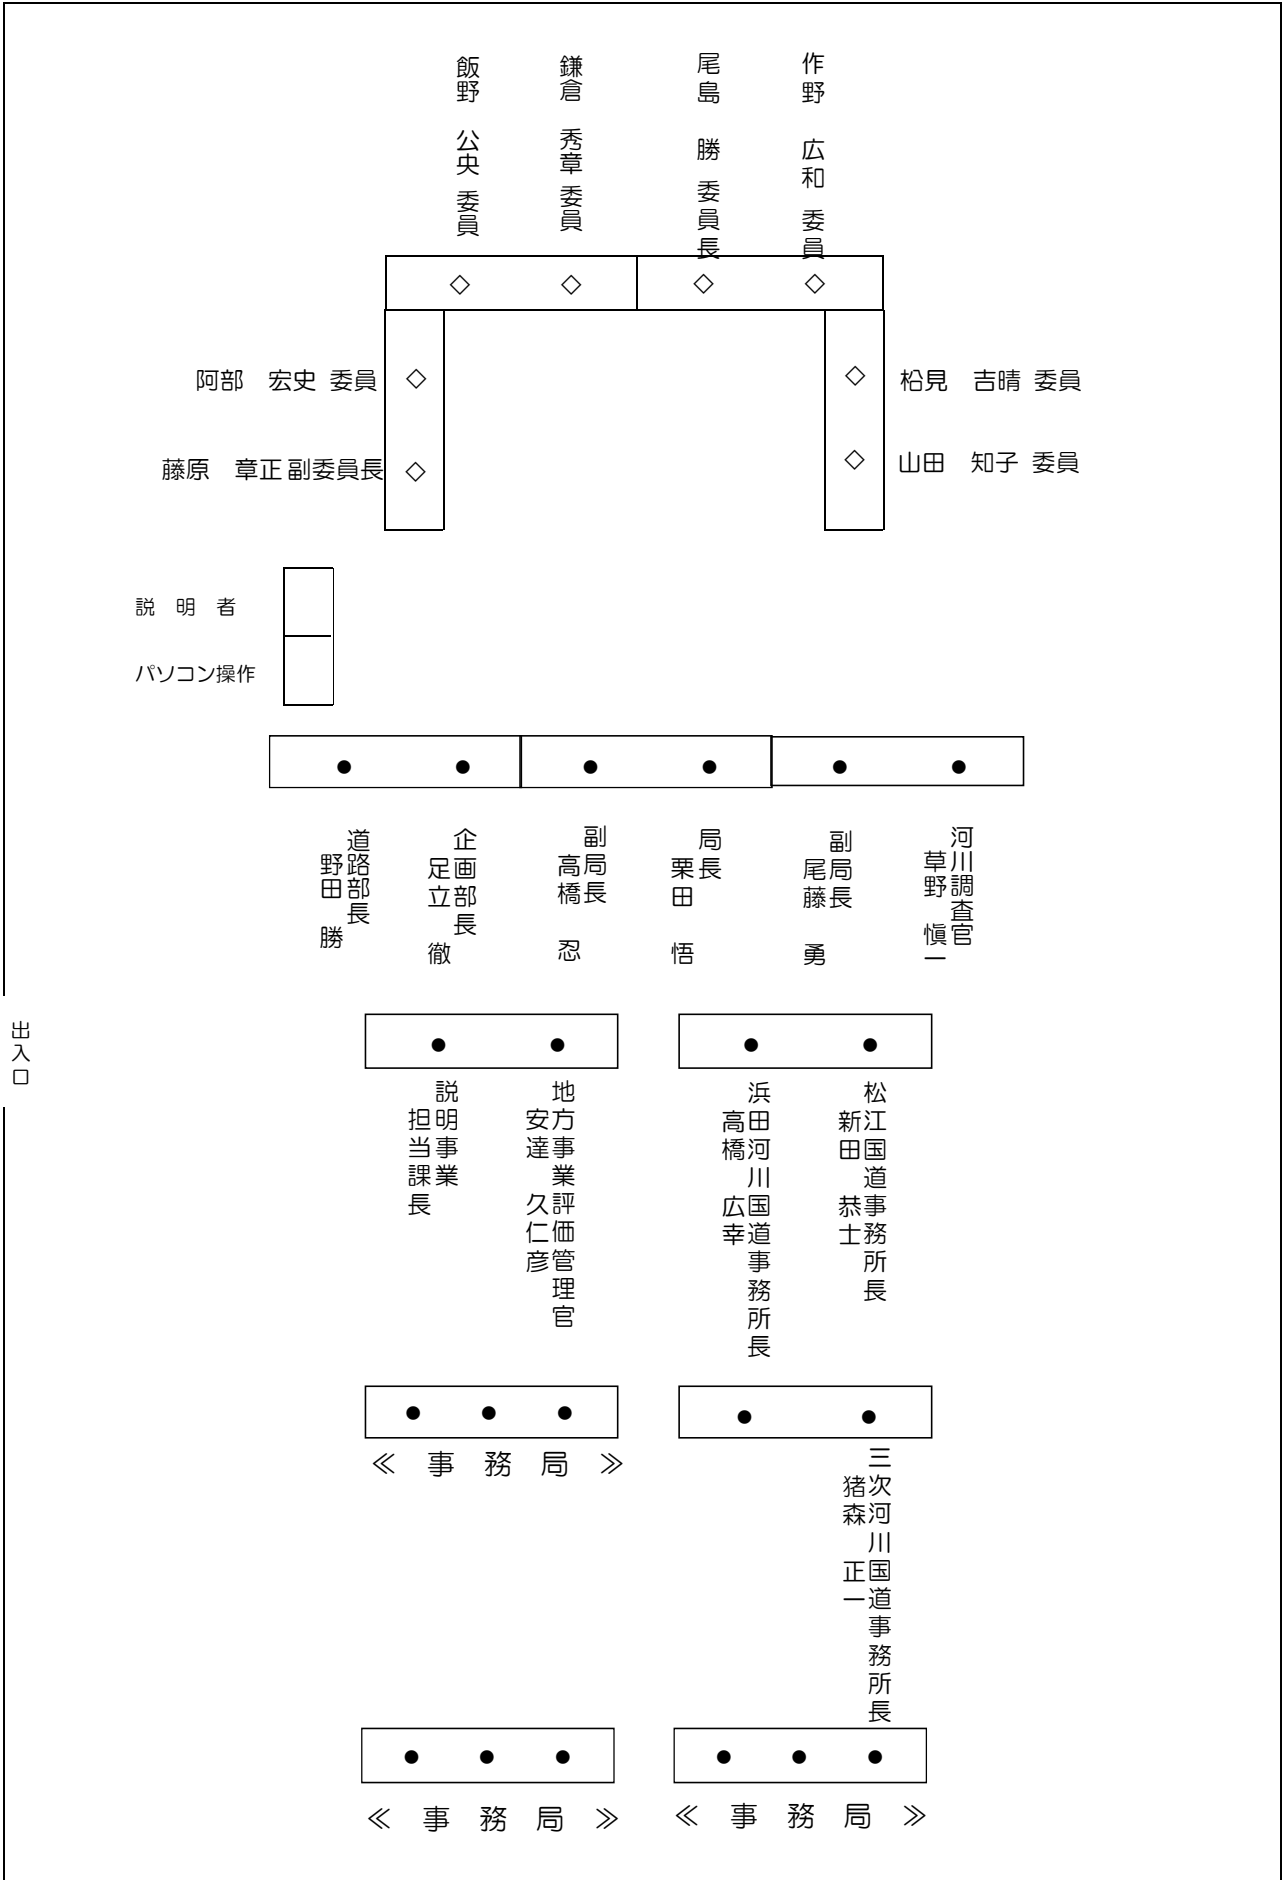 飯野　公央 委員
鎌倉　秀章 委員
尾島　勝 委員長
作野　広和 委員
阿部　宏史 委員
松見　吉晴 委員
藤原　章正 副委員長
山田　知子 委員
説　明　者
パソコン操作
道路部長
野田　勝
企画部長
足立　徹
副局長
高橋　忍
局長
栗田　悟
副局長
尾藤　勇
河川調査官
草野　愼一
出入口
説明事業
担当課長
地方事業評価管理官
安達　久仁彦
浜田河川国道事務所長
高橋　広幸
松江国道事務所長
新田　恭士
≪　事　務　局　≫
三次河川国道事務所長
猪森　正一
≪　事　務　局　≫
≪　事　務　局　≫